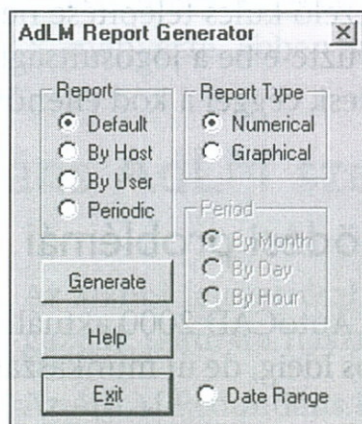 AdLM Report Generator
Report
Default
By Host
By User
Periodic
Report Type
Numerical
Graphical
Period
By Month
By Day
By Hour
Generate
Help
Exit
Date Range